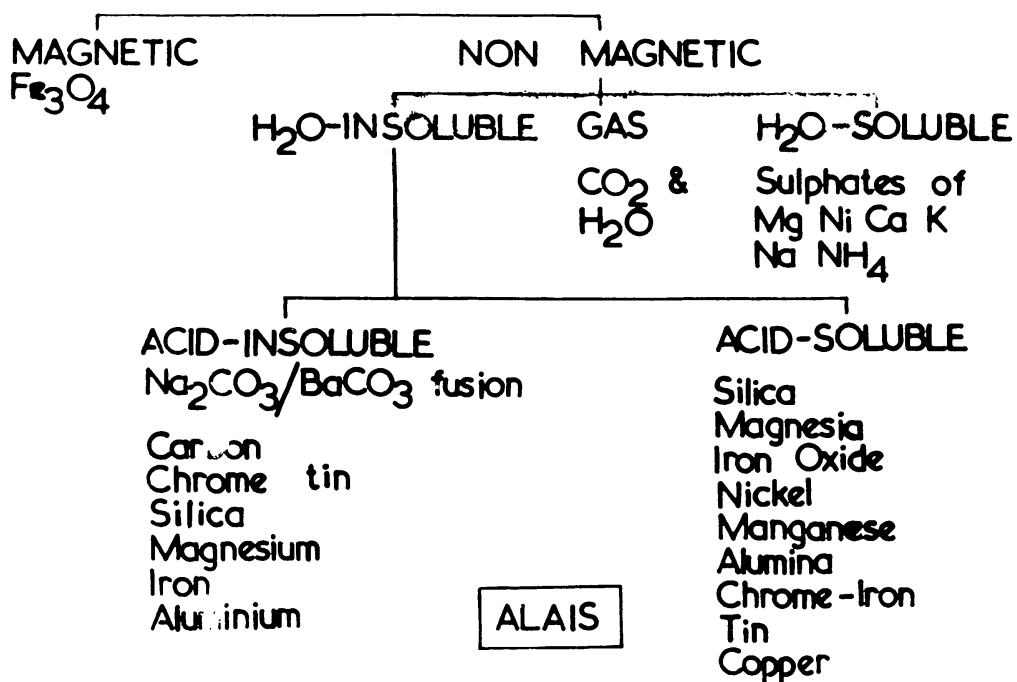 MAGNETIC
Fe₃O₄
NON MAGNETIC
H₂O-INSOLUBLE
GAS
CO₂ &
H₂O
H₂O-SOLUBLE
Sulphates of
Mg Ni Ca K
Na NH₄
ACID-INSOLUBLE
Na₂CO₃/BaCO₃ fusion
Carbon
Chrome tin
Silica
Magnesium
Iron
Aluminium
ACID-SOLUBLE
Silica
Magnesia
Iron Oxide
Nickel
Manganese
Alumina
Chrome-Iron
Tin
Copper
ALAIS